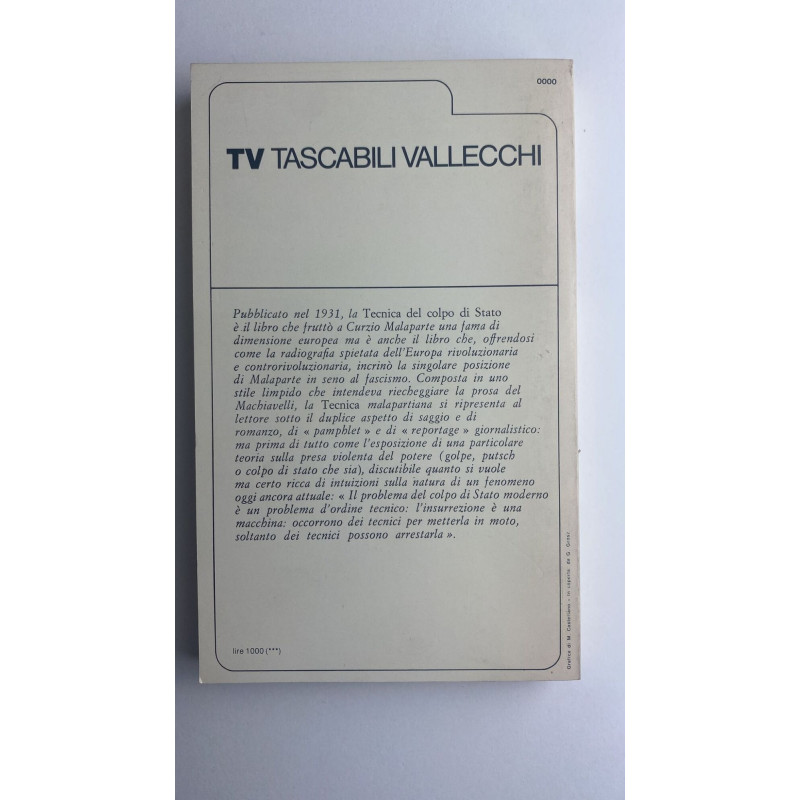 0000
TV TASCABILI VALLECCHI
Pubblicato nel 1931, la Tecnica del colpo di Stato
è il libro che fruttò a Curzio Malaparte una fama di
dimensione europea ma è anche il libro che, offrendosi
come la radiografia spietata dell'Europa rivoluzionaria
e controrivoluzionaria, incrinò la singolare posizione
di Malaparte in seno al fascismo. Composta in uno
stile limpido che intendeva riecheggiare la prosa del
Machiavelli, la Tecnica malapartiana si ripresenta al
lettore sotto il duplice aspetto di saggio e di
romanzo, di « pamphlet » e di « reportage » giornalistico:
ma prima di tutto come l'esposizione di una particolare
teoria sulla presa violenta del potere (golpe, putsch
o colpo di stato che sia), discutibile quanto si vuole
ma certo ricca di intuizioni sulla natura di un fenomeno
oggi ancora attuale: « Il problema del colpo di Stato moderno
è un problema d'ordine tecnico: l'insurrezione è una
macchina: occorrono dei tecnici per metterla in moto,
soltanto dei tecnici possono arrestarla ».
lire 1000 (***)
Grafica di M. Castellano - In coperta: da G. Grosz